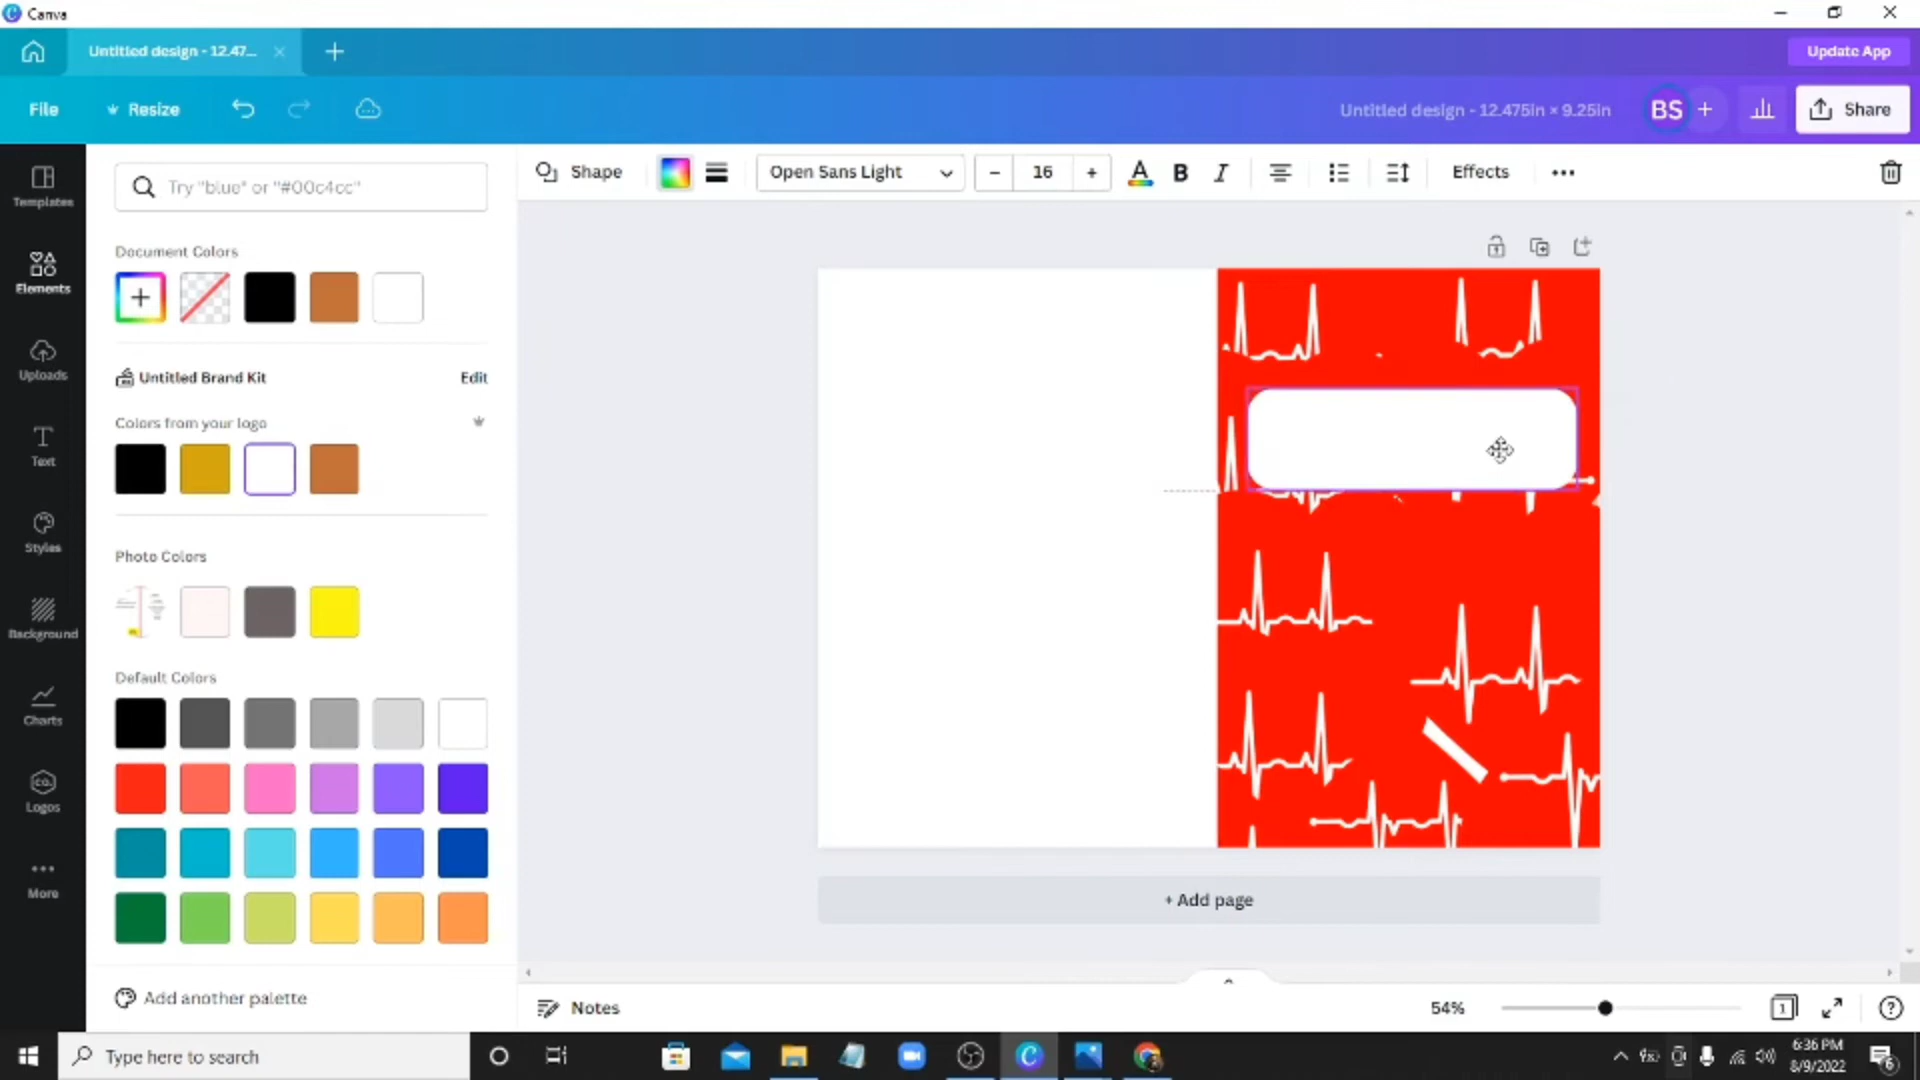 Canva
Untitled design - 12.47...
Update App
File
Resize
Untitled design - 12.475in × 9.25in
BS
Share
Templates
Elements
Uploads
Text
Styles
Background
Charts
CO.
Logos
More
Try "blue" or "#00c4cc"
Document Colors
Untitled Brand Kit
Edit
Colors from your logo
Photo Colors
Default Colors
Add another palette
Shape
Open Sans Light
16
A
B
I
Effects
+ Add page
Notes
54%
1
Type here to search
6:36 PM
8/9/2022
6